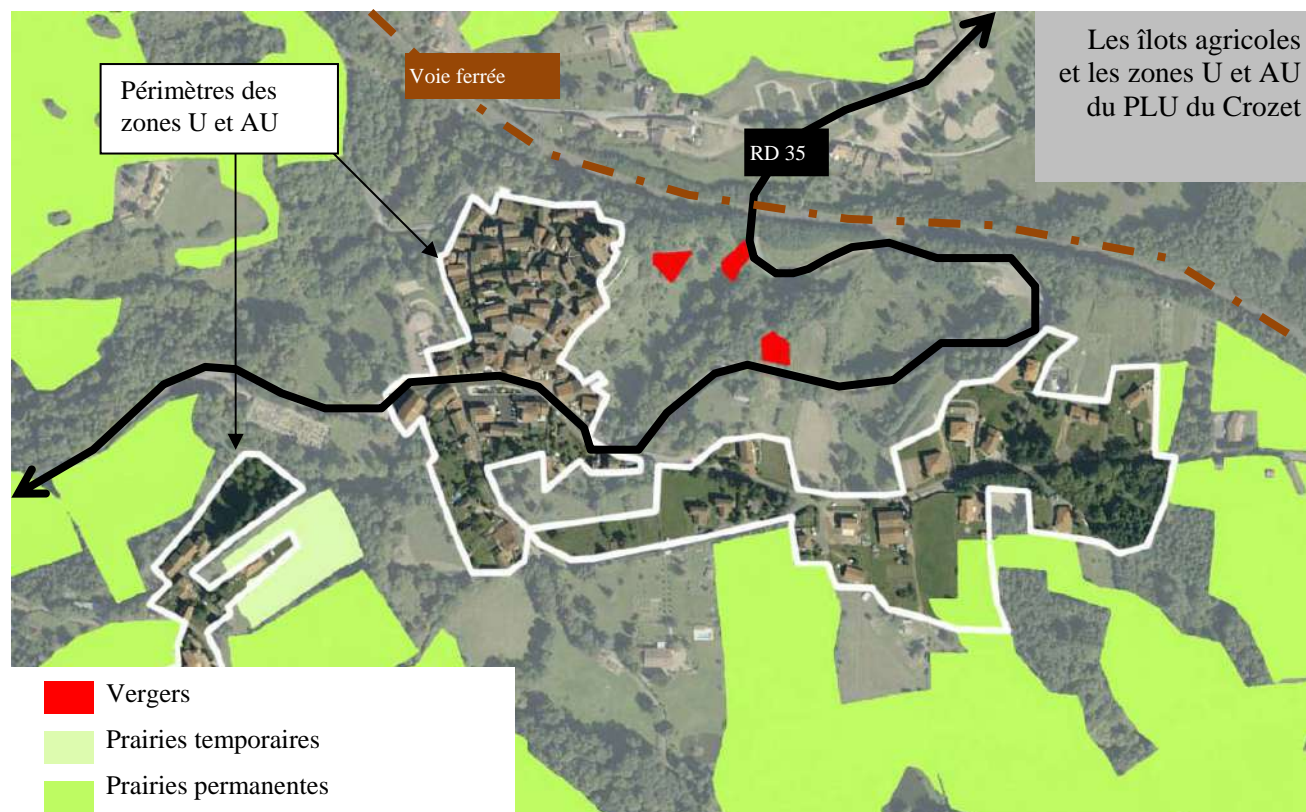 Les îlots agricoles
et les zones U et AU
du PLU du Crozet
Voie ferrée
Périmètres des
zones U et AU
RD 35
Vergers
Prairies temporaires
Prairies permanentes